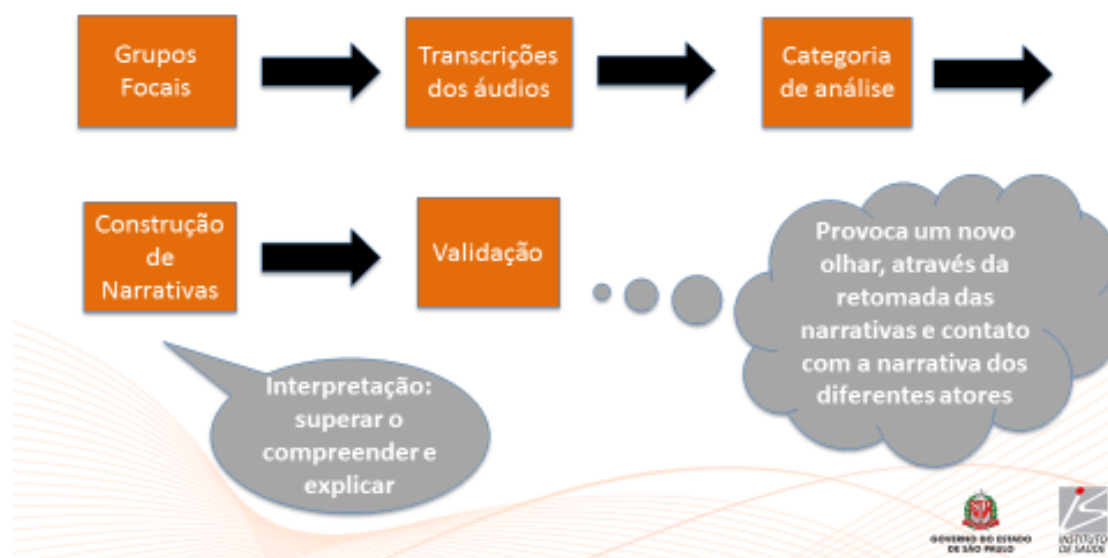 Grupos
Focais
Transcrições
dos áudios
Categoria
de análise
Construção
de
Narrativas
Validação
Provoca um novo
olhar, através da
retomada das
narrativas e contato
com a narrativa dos
diferentes atores
Interpretação:
superar o
compreender e
explicar
GOVERNO DO ESTADO
DE SÃO PAULO
is
INSTITUTO
DE SAÚDE